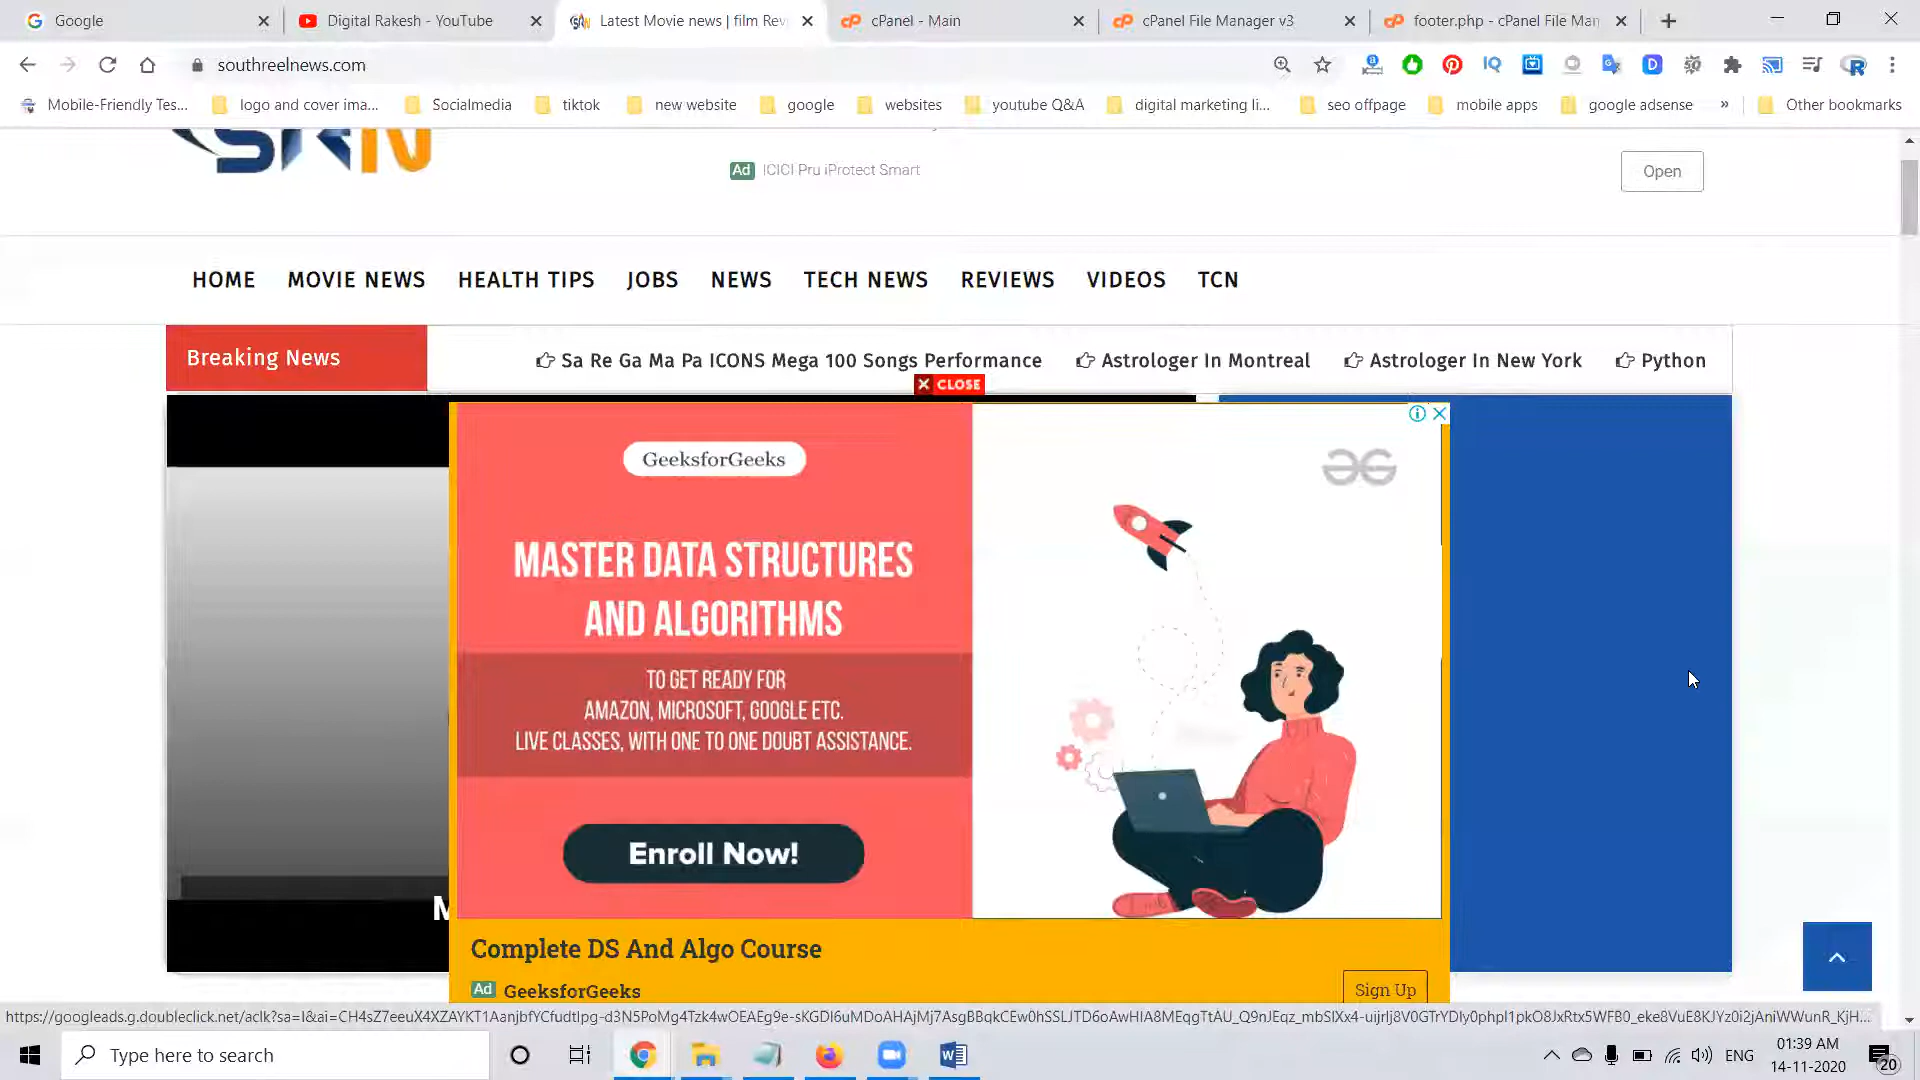 Google
Digital Rakesh - YouTube
Latest Movie news | film Rev
cPanel - Main
cPanel File Manager v3
footer.php - cPanel File Man
southreelnews.com
Mobile-Friendly Tes...
logo and cover ima...
Socialmedia
tiktok
new website
google
websites
youtube Q&A
digital marketing li...
seo offpage
mobile apps
google adsense
»
Other bookmarks
SRN
Ad ICICI Pru iProtect Smart
Open
HOME MOVIE NEWS HEALTH TIPS JOBS NEWS TECH NEWS REVIEWS VIDEOS TCN
Breaking News
Sa Re Ga Ma Pa ICONS Mega 100 Songs Performance
Astrologer In Montreal
Astrologer In New York
Python
X CLOSE
GeeksforGeeks
MASTER DATA STRUCTURES
AND ALGORITHMS
TO GET READY FOR
AMAZON, MICROSOFT, GOOGLE ETC.
LIVE CLASSES, WITH ONE TO ONE DOUBT ASSISTANCE.
Enroll Now!
M
Complete DS And Algo Course
Ad GeeksforGeeks
Sign Up
Type here to search
ENG
01:39 AM
14-11-2020
20